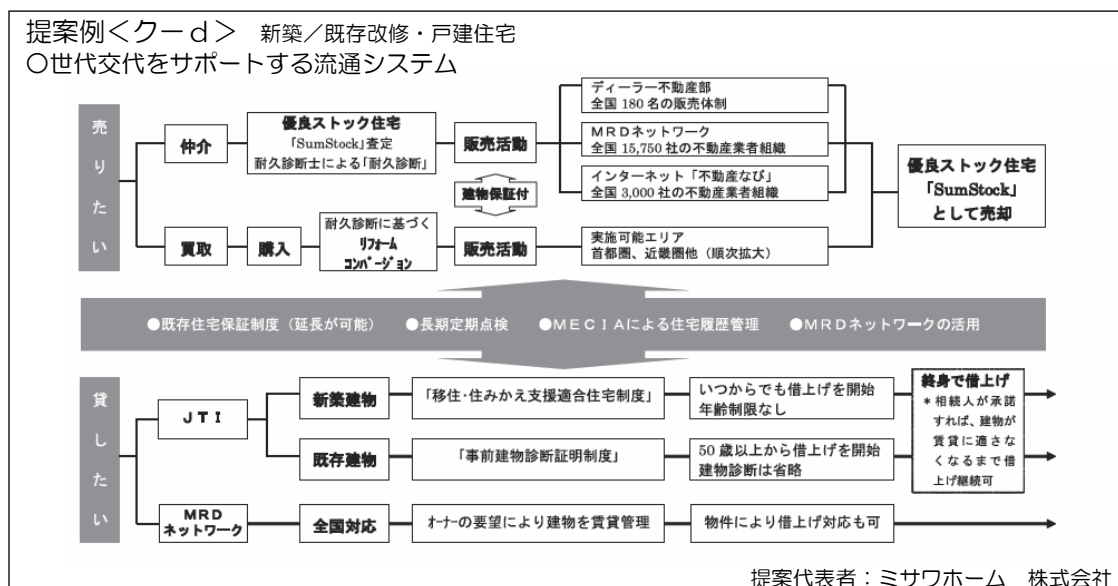 提案例<クーd> 新築/既存改修・戸建住宅
○世代交代をサポートする流通システム
売りたい
仲介
優良ストック住宅
「SumStock」査定
耐久診断士による「耐久診断」
販売活動
ディーラー不動産部
全国180名の販売体制
MRDネットワーク
全国15,750社の不動産業者組織
インターネット「不動産なび」
全国3,000社の不動産業者組織
建物保証付
買取
購入
耐久診断に基づく
リフォーム
コンバージョン
販売活動
実施可能エリア
首都圏、近畿圏他(順次拡大)
優良ストック住宅
「SumStock」
として売却
●既存住宅保証制度(延長が可能) ●長期定期点検 ●MECIAによる住宅履歴管理 ●MRDネットワークの活用
貸したい
JTI
新築建物
「移住・住みかえ支援適合住宅制度」
いつからでも借上げを開始
年齢制限なし
既存建物
「事前建物診断証明制度」
50歳以上から借上げを開始
建物診断は省略
終身で借上げ
*相続人が承諾
すれば、建物が
賃貸に適さな
くなるまで借
上げ継続可
MRD
ネットワーク
全国対応
オーナーの要望により建物を賃貸管理
物件により借上げ対応も可
提案代表者:ミサワホーム 株式会社